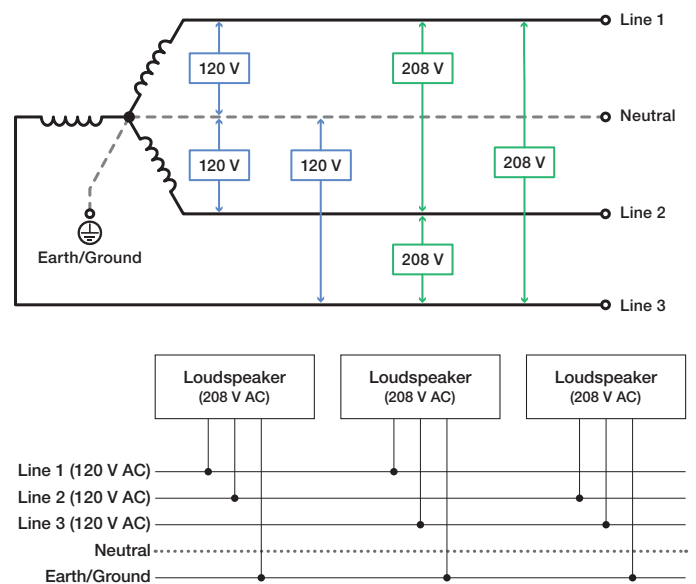 Line 1
120 V
208 V
Neutral
120 V
120 V
208 V
Line 2
Earth/Ground
208 V
Line 3
Loudspeaker
(208 V AC)
Loudspeaker
(208 V AC)
Loudspeaker
(208 V AC)
Line 1 (120 V AC)
Line 2 (120 V AC)
Line 3 (120 V AC)
Neutral
Earth/Ground